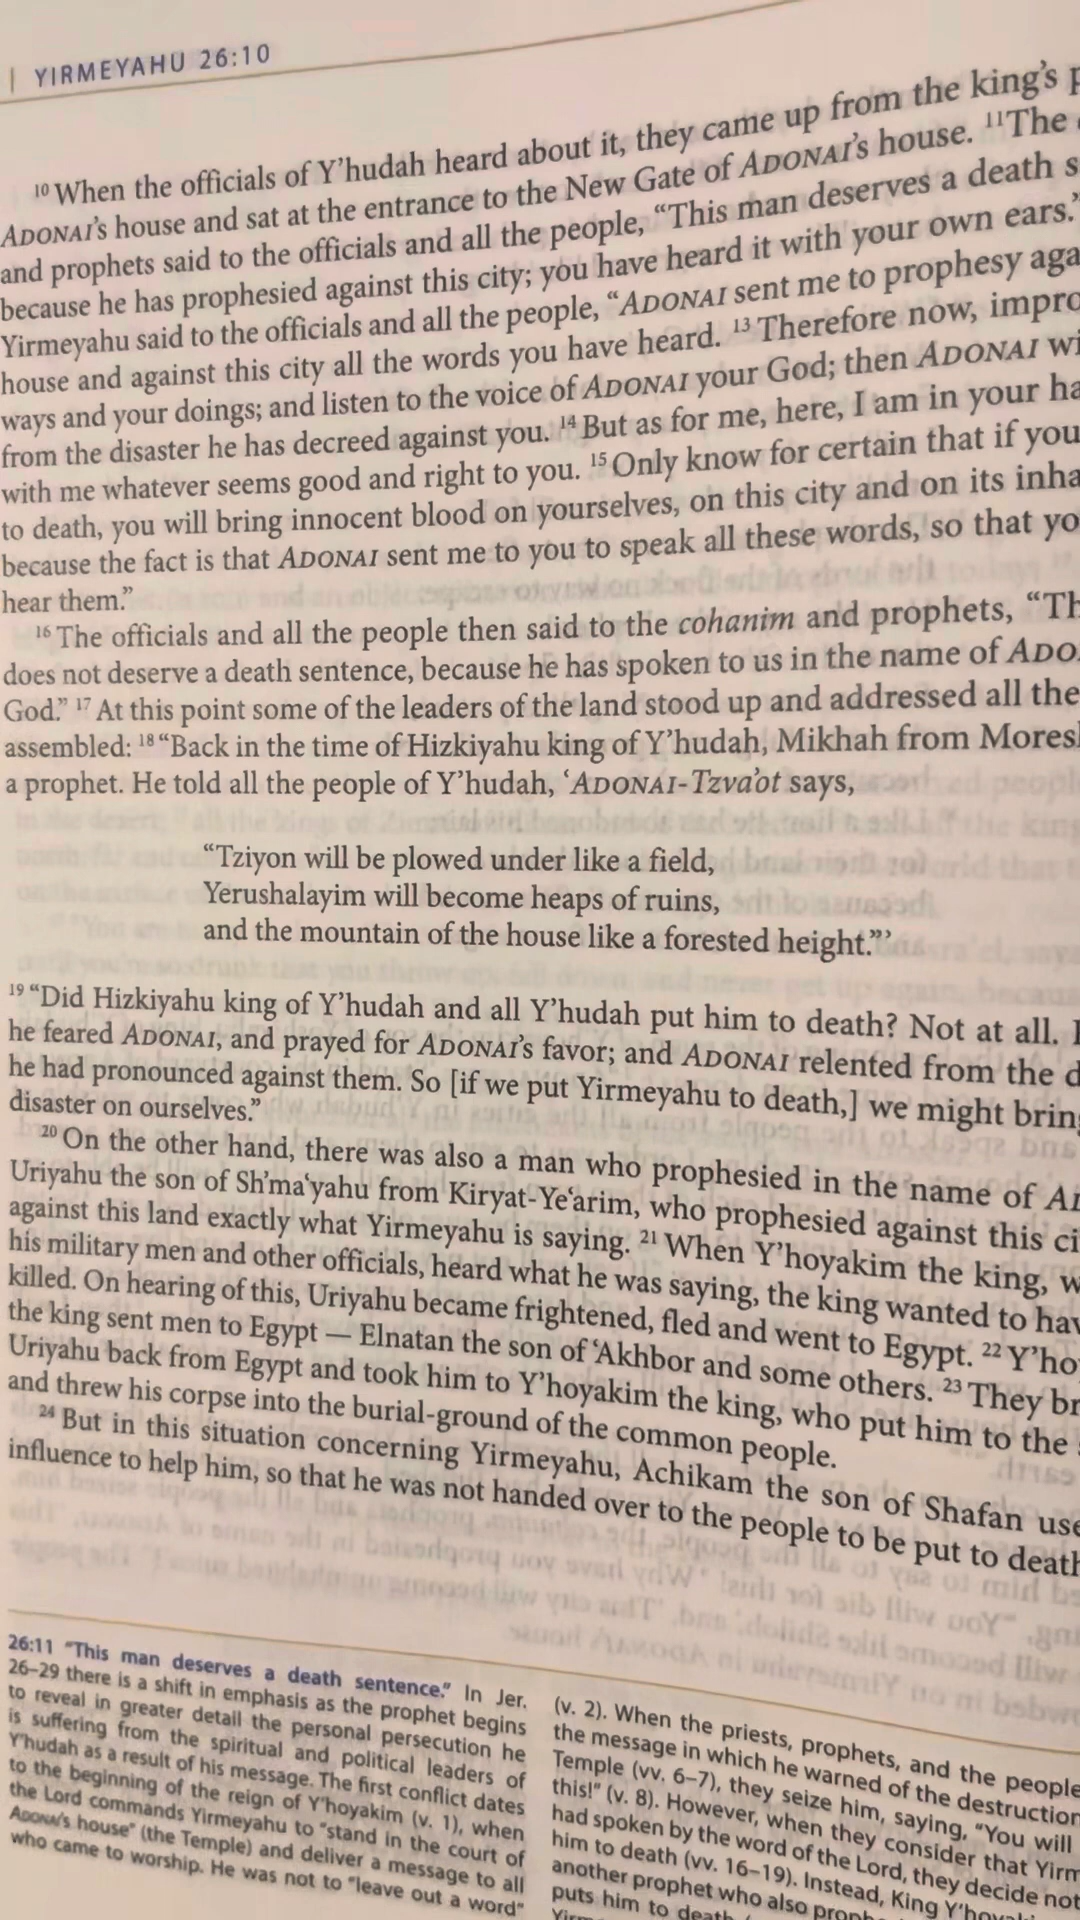 YIRMEYAHU 26:10
10 When the officials of Y’hudah heard about it, they came up from the king’s
ADONAI’s house and sat at the entrance to the New Gate of ADONAI’s house. 11 The
and prophets said to the officials and all the people, “This man deserves a death
because he has prophesied against this city; you have heard it with your own ears.”
Yirmeyahu said to the officials and all the people, “ADONAI sent me to prophesy
house and against this city all the words you have heard. 13 Therefore now,
ways and your doings; and listen to the voice of ADONAI your God; then ADONAI
from the disaster he has decreed against you. 14 But as for me, here, I am in your
with me whatever seems good and right to you. 15 Only know for certain that if you
to death, you will bring innocent blood on yourselves, on this city and on its
because the fact is that ADONAI sent me to you to speak all these words, so that
hear them.”
16 The officials and all the people then said to the cohanim and prophets,
does not deserve a death sentence, because he has spoken to us in the name of
God.” 17 At this point some of the leaders of the land stood up and addressed all the
assembled: 18 “Back in the time of Hizkiyahu king of Y’hudah, Mikhah from
a prophet. He told all the people of Y’hudah, ‘ADONAI-Tzva’ot says,
“Tziyon will be plowed under like a field,
Yerushalayim will become heaps of ruins,
and the mountain of the house like a forested height.”’
19 “Did Hizkiyahu king of Y’hudah and all Y’hudah put him to death? Not at all.
he feared ADONAI, and prayed for ADONAI’s favor; and ADONAI relented from the
he had pronounced against them. So [if we put Yirmeyahu to death,] we might bring
disaster on ourselves.”
20 On the other hand, there was also a man who prophesied in the name of
Uriyahu the son of Sh’ma‘yahu from Kiryat-Ye‘arim, who prophesied against this
against this land exactly what Yirmeyahu is saying. 21 When Y’hoyakim the king,
his military men and other officials, heard what he was saying, the king wanted to
killed. On hearing of this, Uriyahu became frightened, fled and went to Egypt. 22
the king sent men to Egypt — Elnatan the son of ‘Akhbor and some others. 23 They
Uriyahu back from Egypt and took him to Y’hoyakim the king, who put him to the
and threw his corpse into the burial-ground of the common people.
24 But in this situation concerning Yirmeyahu, Achikam the son of Shafan
influence to help him, so that he was not handed over to the people to be put to death
26:11 “This man deserves a death sentence.” In Jer.
26–29 there is a shift in emphasis as the prophet begins
to reveal in greater detail the personal persecution he
is suffering from the spiritual and political leaders of
Y’hudah as a result of his message. The first conflict dates
to the beginning of the reign of Y’hoyakim (v. 1), when
the Lord commands Yirmeyahu to “stand in the court of
ADONAI’s house” (the Temple) and deliver a message to all
who came to worship. He was not to “leave out a word”
(v. 2). When the priests, prophets, and the people
the message in which he warned of the destruction
Temple (vv. 6–7), they seize him, saying, “You will
this!” (v. 8). However, when they consider that
had spoken by the word of the Lord, they decide not
him to death (vv. 16–19). Instead, King
another prophet who also
puts him to death